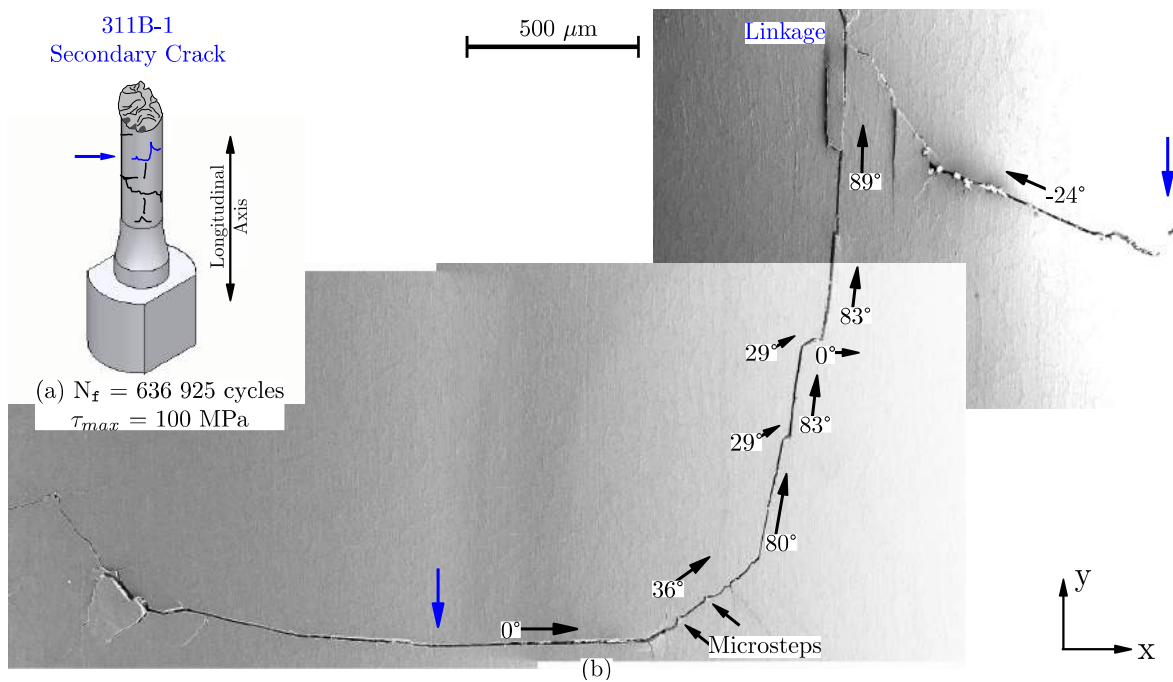 311B-1
Secondary Crack
500 μm
Linkage
Longitudinal
Axis
89°
-24°
83°
29°
0°
(a) N_f = 636 925 cycles
τ_max = 100 MPa
83°
29°
80°
36°
0°
Microsteps
y
x
(b)